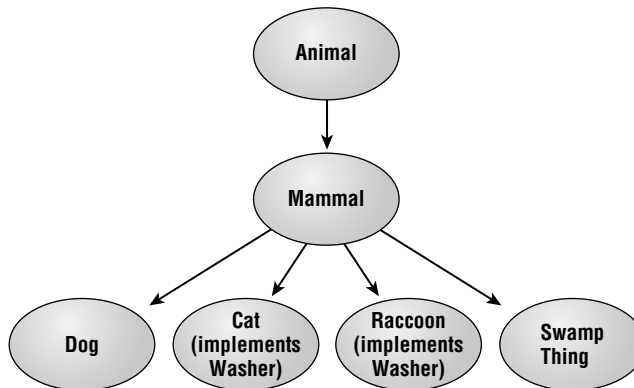 Animal
Mammal
Dog
Cat
(implements
Washer)
Raccoon
(implements
Washer)
Swamp
Thing